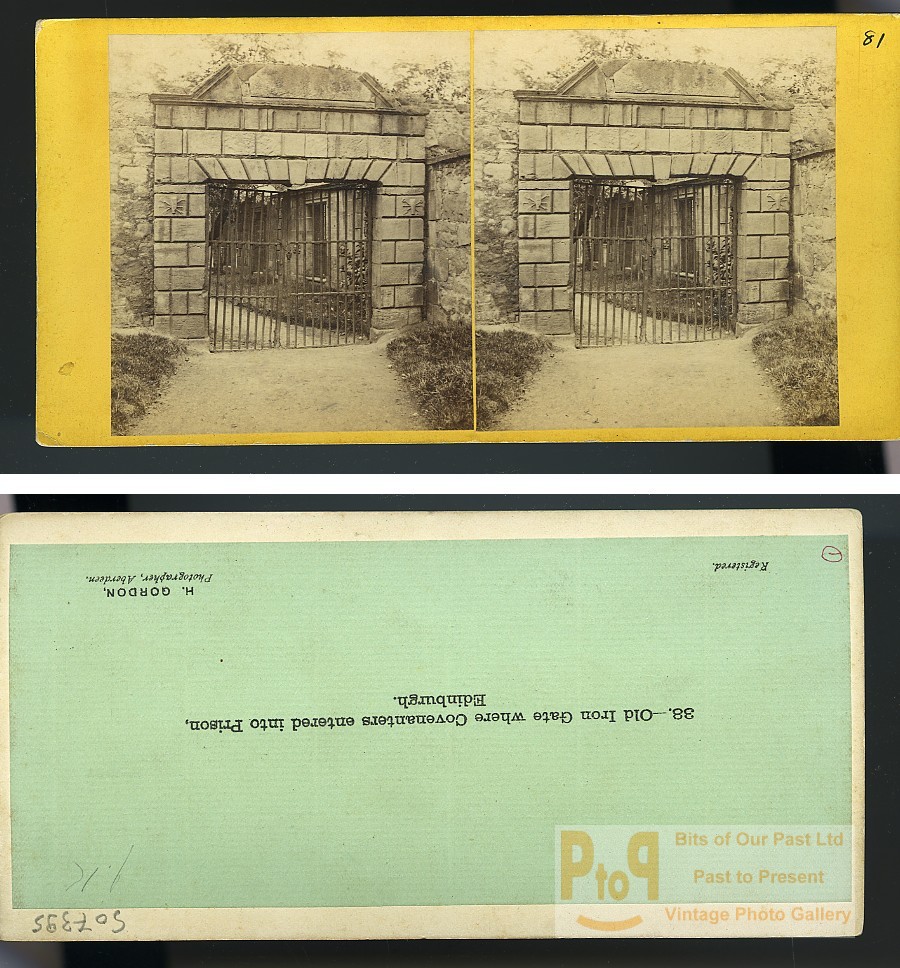 81
Registered.
H. GORDON,
Photographer, Aberdeen.
38.—Old Iron Gate where Covenanters entered into Prison,
Edinburgh.
PtoP
Bits of Our Past Ltd
Past to Present
Vintage Photo Gallery